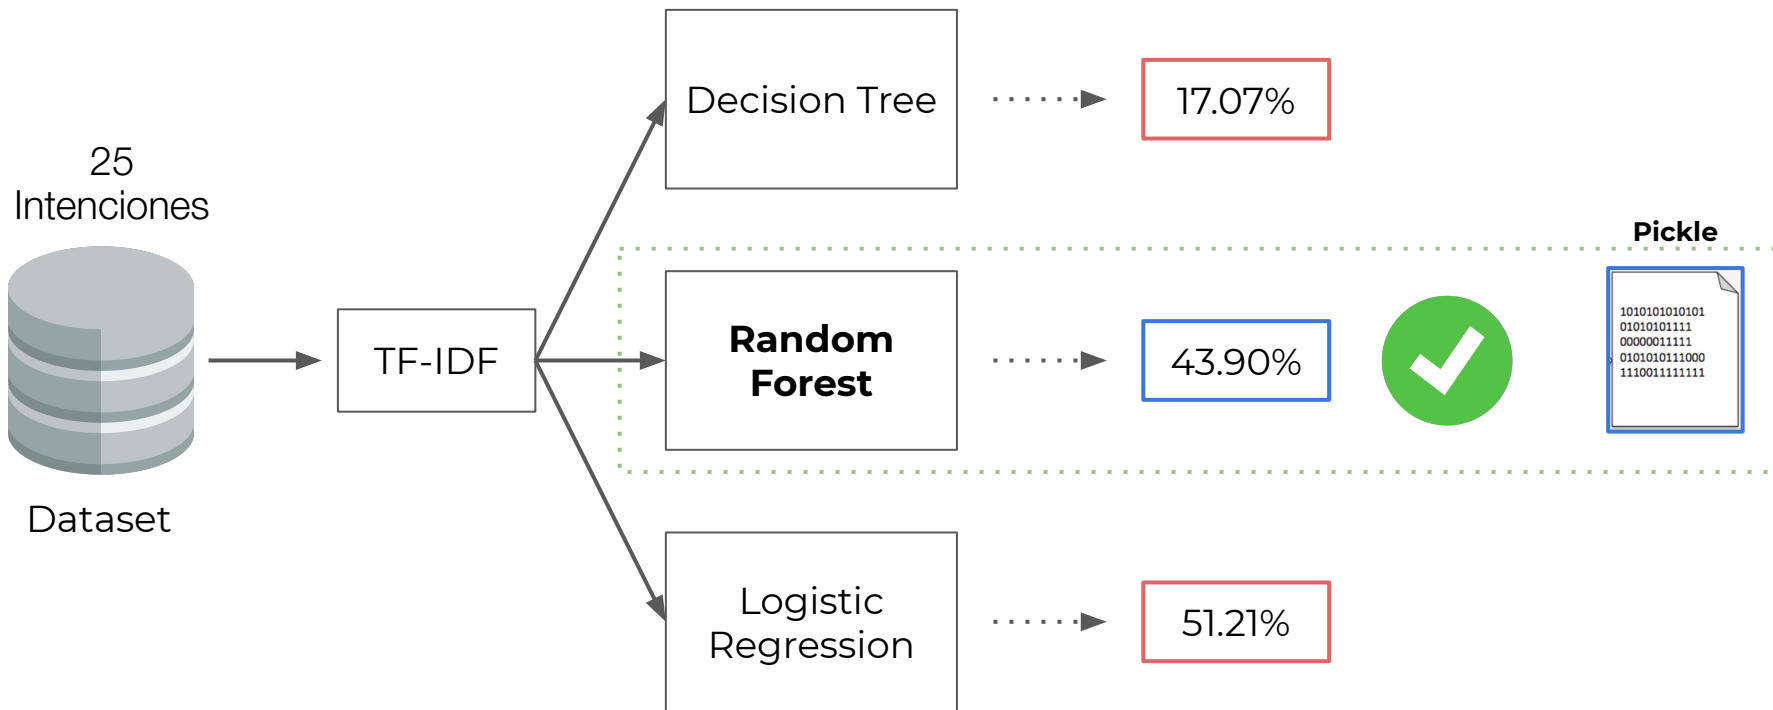 25
Intenciones
Dataset
TF-IDF
Decision Tree
17.07%
Random
Forest
43.90%
Pickle
1010101010101
01010101111
00000011111
0101010111000
1110011111111
Logistic
Regression
51.21%